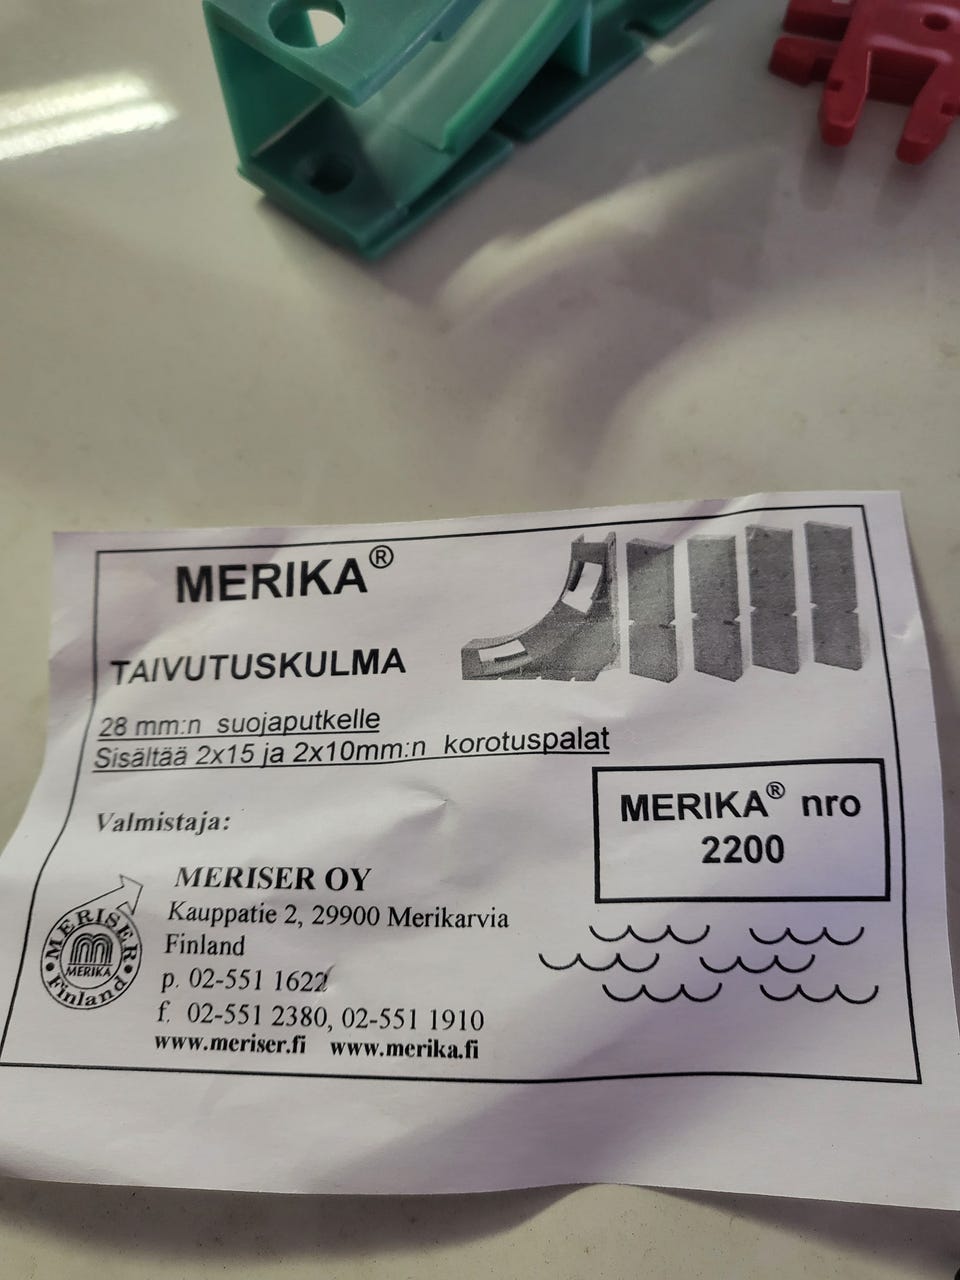 MERIKA®
TAIVUTUSKULMA
28 mm:n suojaputkelle
Sisältää 2x15 ja 2x10mm:n korotuspalat
MERIKA® nro
2200
Valmistaja:
MERISER OY
Kauppatie 2, 29900 Merikarvia
Finland
p. 02-551 1622
f. 02-551 2380, 02-551 1910
www.meriser.fi www.merika.fi
MERISER
MERIKA
Finland